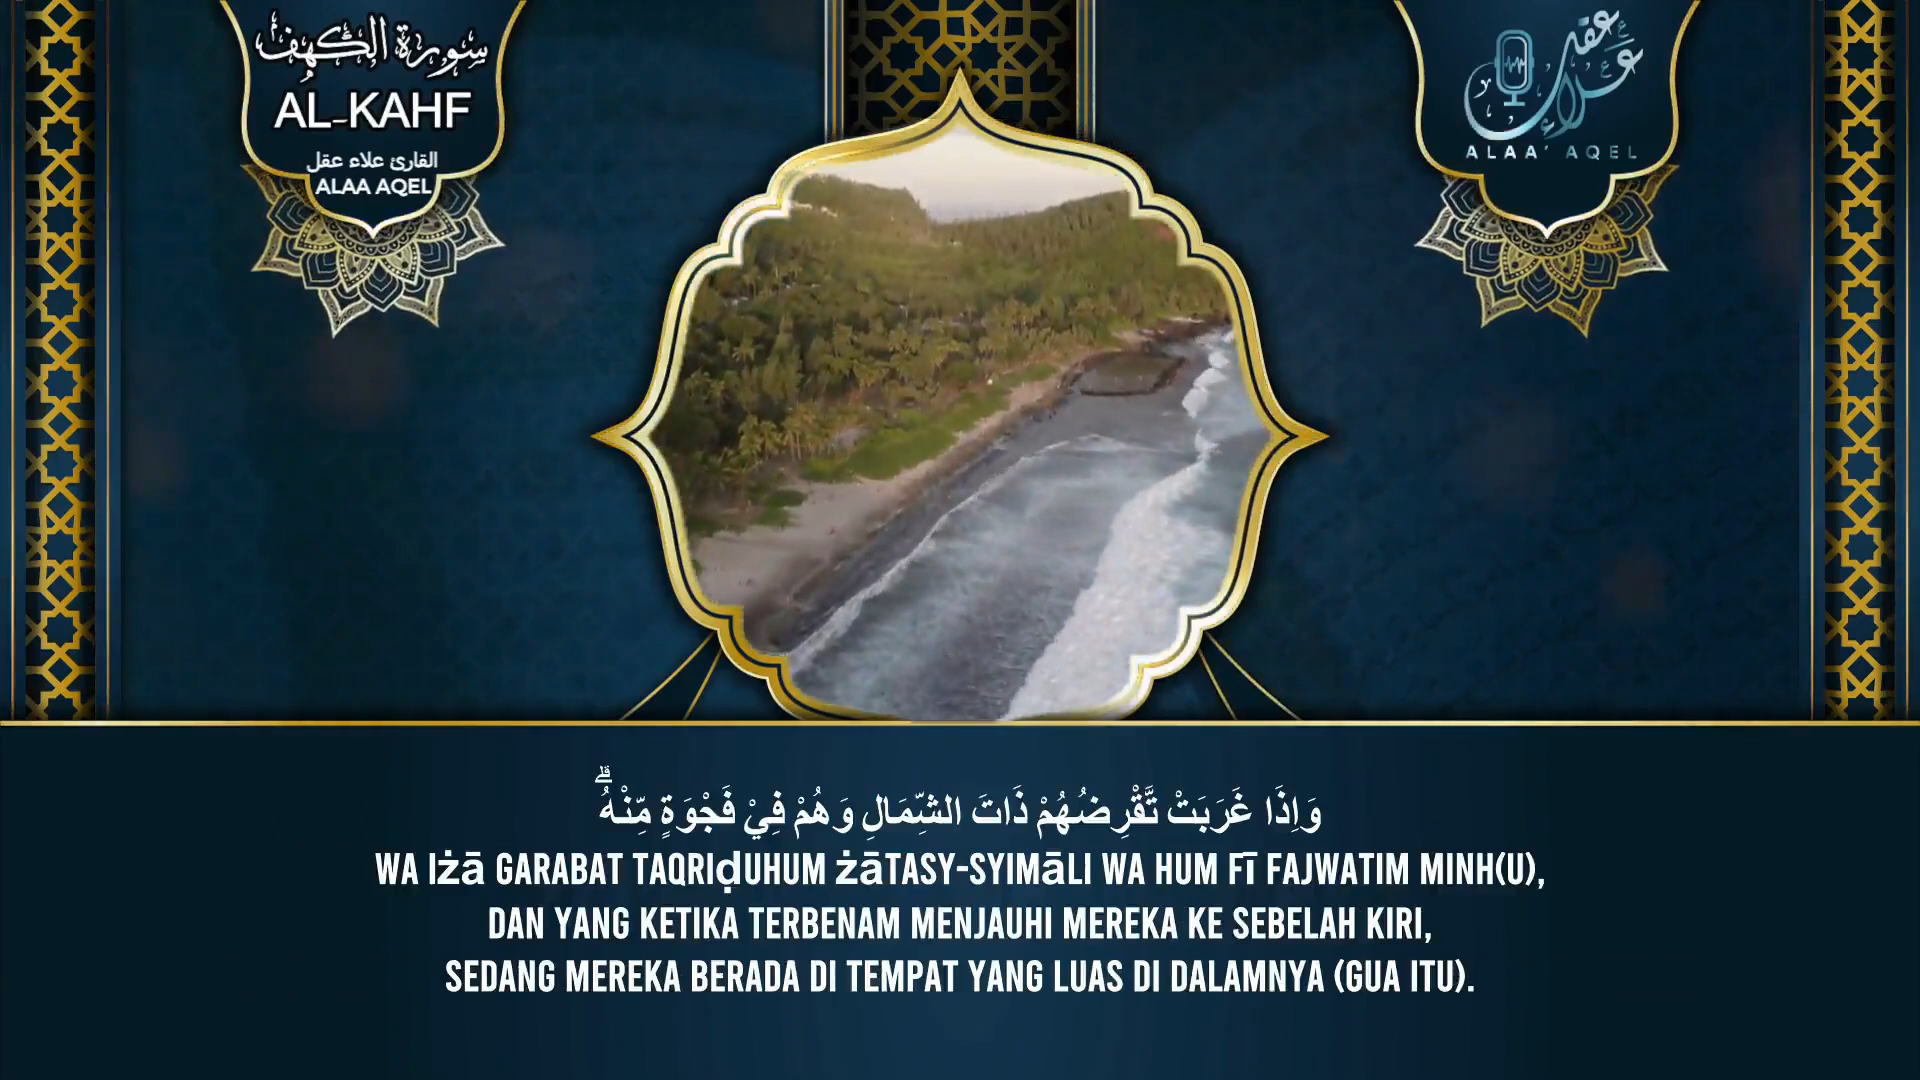 سورة الكهف
AL-KAHF
القارئ علاء عقل
ALAA AQEL
علاء عقل
ALAA' AQEL
وَاِذَا غَرَبَتْ تَّقْرِضُهُمْ ذَاتَ الشِّمَالِ وَهُمْ فِيْ فَجْوَةٍ مِّنْهُۗ
WA IŻĀ GARABAT TAQRIḌUHUM ŻĀTASY-SYIMĀLI WA HUM FĪ FAJWATIM MINH(U),
DAN YANG KETIKA TERBENAM MENJAUHI MEREKA KE SEBELAH KIRI,
SEDANG MEREKA BERADA DI TEMPAT YANG LUAS DI DALAMNYA (GUA ITU).